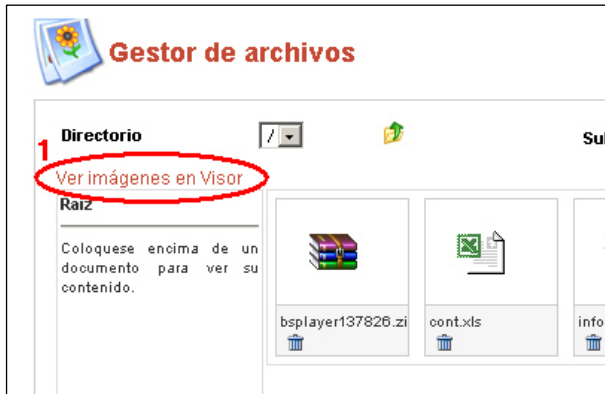 Gestor de archivos
Directorio
/
1
Ver imágenes en Visor
Raiz
Coloquese encima de un
documento para ver su
contenido.
bsplayer137826.zi
cont.xls
info